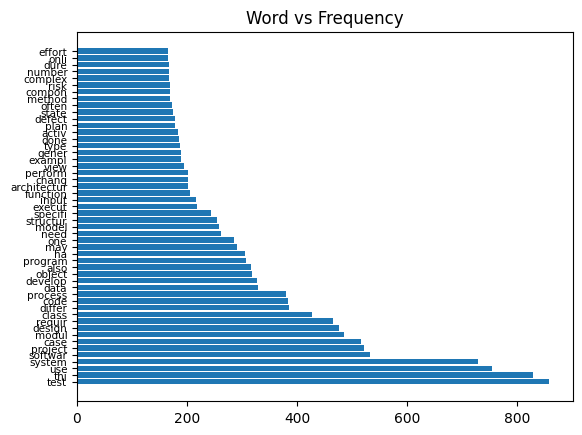 Word vs Frequency
effort
onli
dure
number
complex
risk
compon
method
often
state
defect
plan
activ
done
type
gener
exampl
view
perform
chang
architectur
function
input
execut
specifi
structur
model
need
one
may
ha
program
also
object
develop
data
process
code
differ
class
requir
design
modul
case
project
softwar
system
use
thi
test
0 200 400 600 800